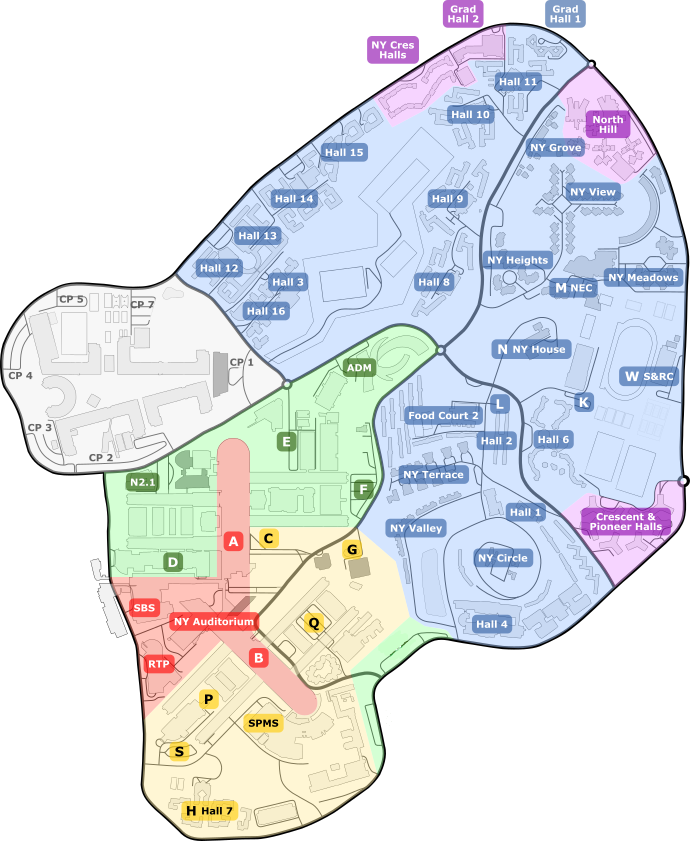 Grad
Hall 2
Grad
Hall 1
NY Cres
Halls
Hall 11
Hall 10
North
Hill
NY Grove
Hall 15
NY View
Hall 14
Hall 9
Hall 13
NY Heights
Hall 12
NY Meadows
Hall 3
Hall 8
M NEC
CP 5
CP 7
Hall 16
N NY House
CP 1
ADM
CP 4
W S&RC
L
K
Food Court 2
CP 3
E
Hall 2
Hall 6
CP 2
NY Terrace
N2.1
F
Hall 1
Crescent &
Pioneer Halls
NY Valley
A
C
G
D
NY Circle
SBS
NY Auditorium
Q
Hall 4
RTP
B
P
SPMS
S
H Hall 7